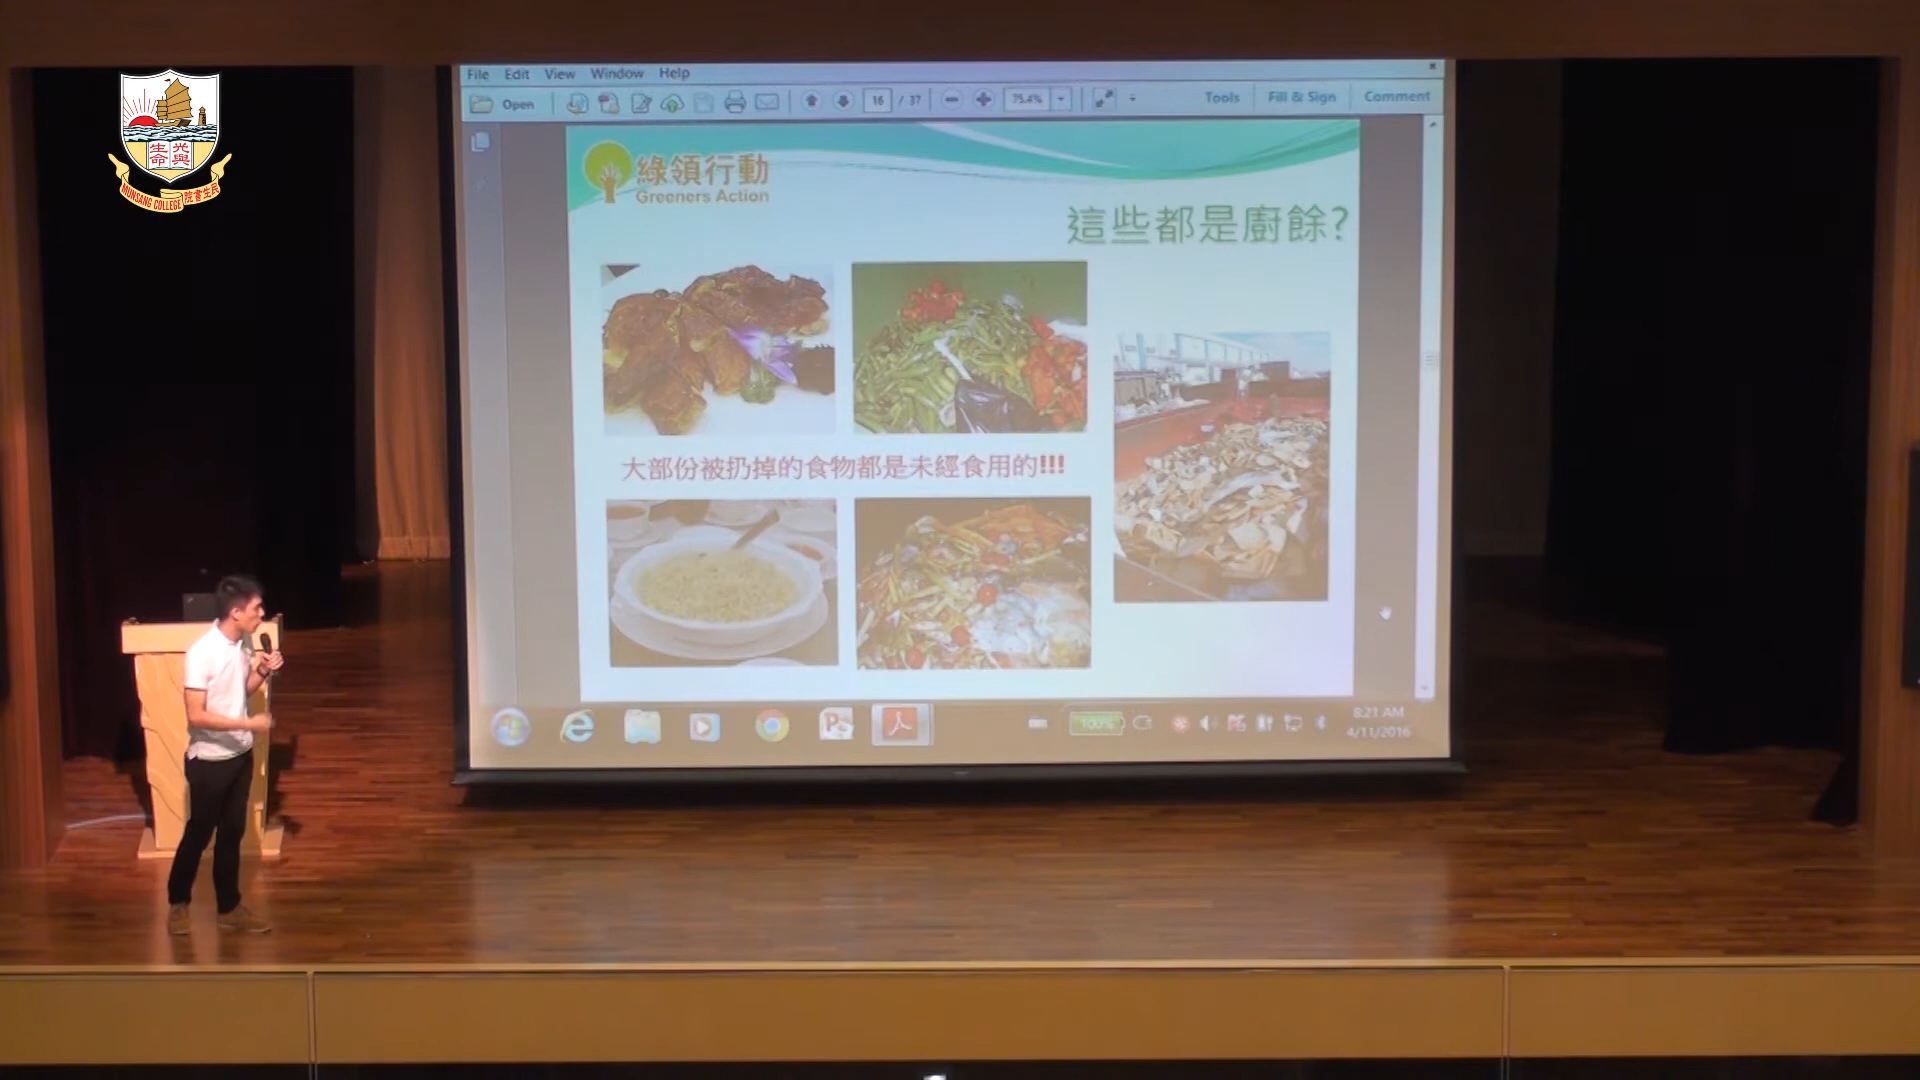 光與
生命
MUNSANG COLLEGE 民生書院
File Edit View Window Help
Open 16 / 37 75.4% Tools Fill & Sign Comment
綠領行動
Greeners Action
這些都是廚餘?
大部份被扔掉的食物都是未經食用的!!!
100%
8:21 AM
4/11/2016